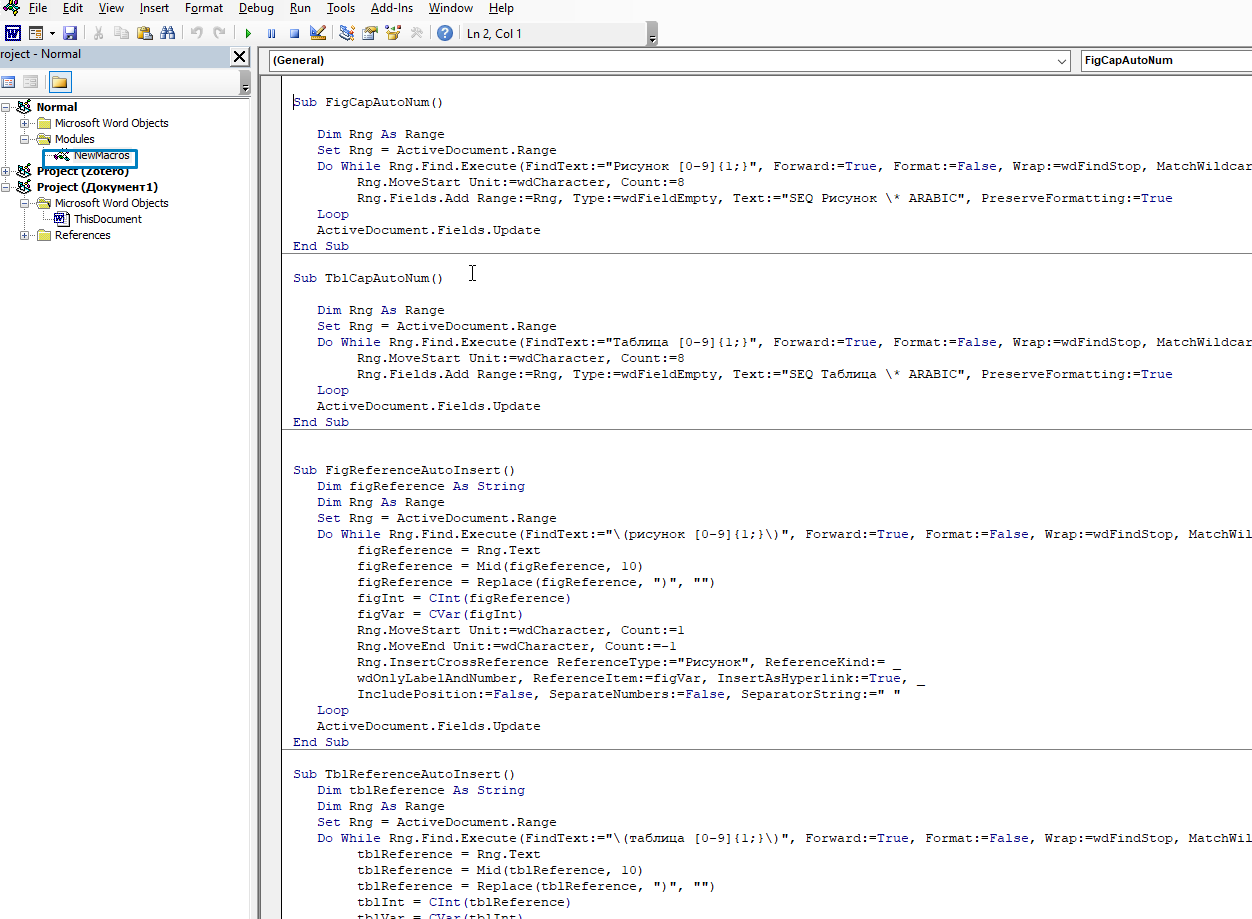 File Edit View Insert Format Debug Run Tools Add-Ins Window Help
Ln 2, Col 1
roject - Normal
(General) FigCapAutoNum
Normal
Microsoft Word Objects
Modules
NewMacros
Project (Zotero)
Project (Документ1)
Microsoft Word Objects
ThisDocument
References
Sub FigCapAutoNum()
Dim Rng As Range
Set Rng = ActiveDocument.Range
Do While Rng.Find.Execute(FindText:="Рисунок [0-9]{1;}", Forward:=True, Format:=False, Wrap:=wdFindStop, MatchWildcar
Rng.MoveStart Unit:=wdCharacter, Count:=8
Rng.Fields.Add Range:=Rng, Type:=wdFieldEmpty, Text:="SEQ Рисунок \* ARABIC", PreserveFormatting:=True
Loop
ActiveDocument.Fields.Update
End Sub
Sub TblCapAutoNum()
Dim Rng As Range
Set Rng = ActiveDocument.Range
Do While Rng.Find.Execute(FindText:="Таблица [0-9]{1;}", Forward:=True, Format:=False, Wrap:=wdFindStop, MatchWildcar
Rng.MoveStart Unit:=wdCharacter, Count:=8
Rng.Fields.Add Range:=Rng, Type:=wdFieldEmpty, Text:="SEQ Таблица \* ARABIC", PreserveFormatting:=True
Loop
ActiveDocument.Fields.Update
End Sub
Sub FigReferenceAutoInsert()
Dim figReference As String
Dim Rng As Range
Set Rng = ActiveDocument.Range
Do While Rng.Find.Execute(FindText:="\(рисунок [0-9]{1;}\)", Forward:=True, Format:=False, Wrap:=wdFindStop, MatchWil
figReference = Rng.Text
figReference = Mid(figReference, 10)
figReference = Replace(figReference, ")", "")
figInt = CInt(figReference)
figVar = CVar(figInt)
Rng.MoveStart Unit:=wdCharacter, Count:=1
Rng.MoveEnd Unit:=wdCharacter, Count:=-1
Rng.InsertCrossReference ReferenceType:="Рисунок", ReferenceKind:= _
wdOnlyLabelAndNumber, ReferenceItem:=figVar, InsertAsHyperlink:=True, _
IncludePosition:=False, SeparateNumbers:=False, SeparatorString:=" "
Loop
ActiveDocument.Fields.Update
End Sub
Sub TblReferenceAutoInsert()
Dim tblReference As String
Dim Rng As Range
Set Rng = ActiveDocument.Range
Do While Rng.Find.Execute(FindText:="\(таблица [0-9]{1;}\)", Forward:=True, Format:=False, Wrap:=wdFindStop, MatchWil
tblReference = Rng.Text
tblReference = Mid(tblReference, 10)
tblReference = Replace(tblReference, ")", "")
tblInt = CInt(tblReference)
tblVar = CVar(tblInt)